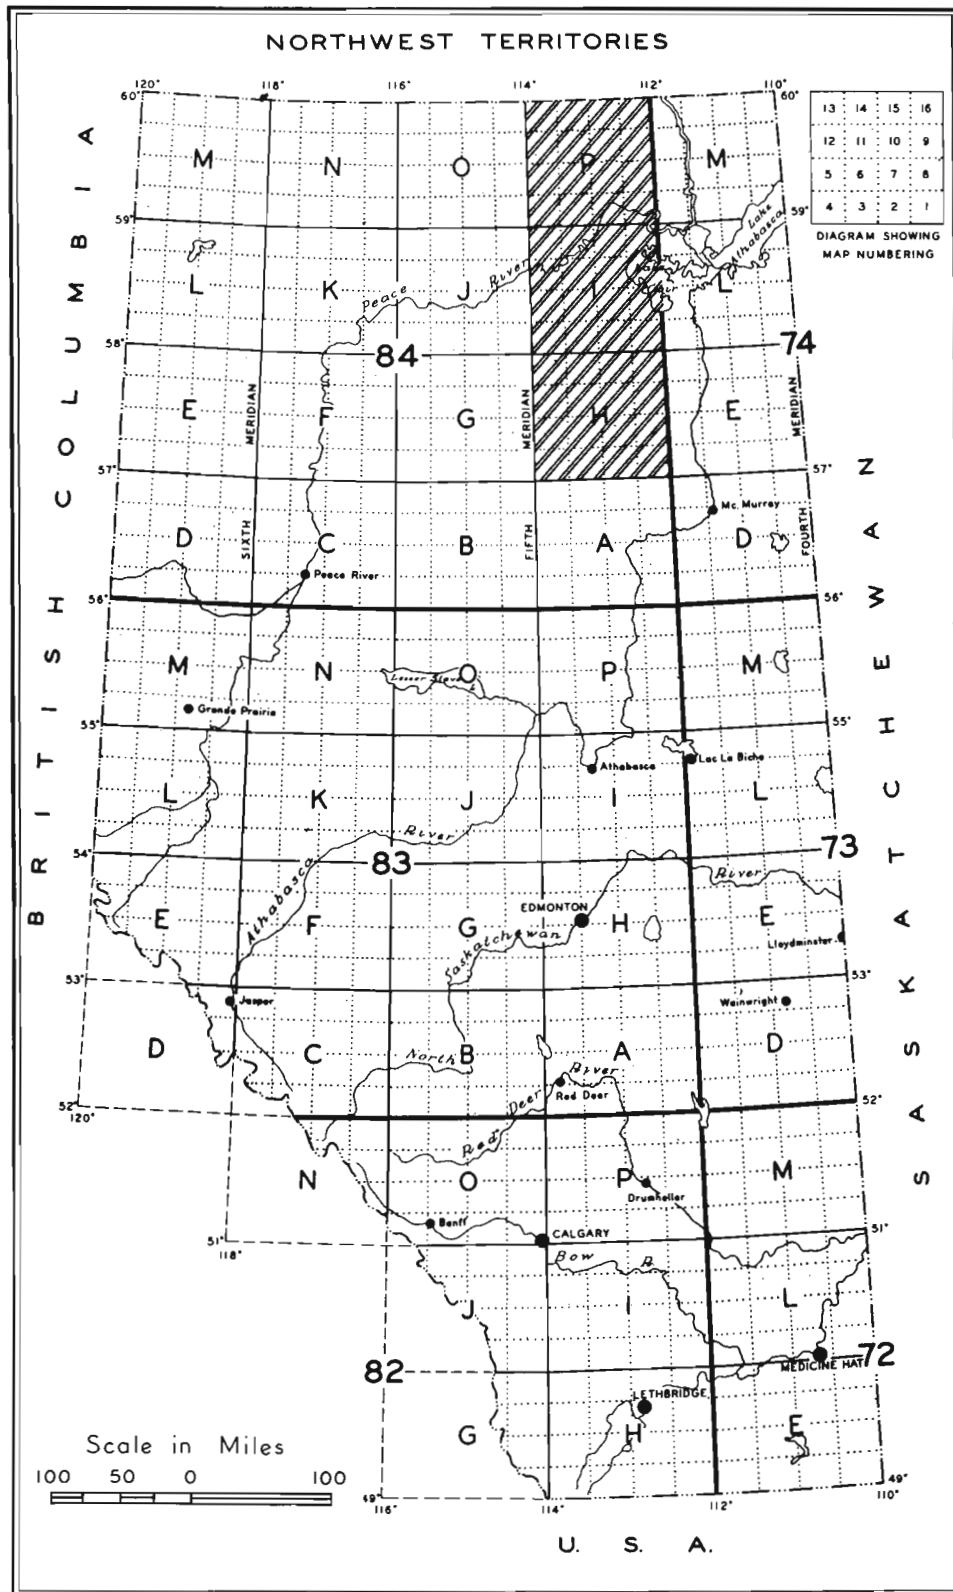 NORTHWEST TERRITORIES
120° 118° 116° 114° 112° 110°
60° 60°
13 14 15 16
12 11 10 9
5 6 7 8
4 3 2 1
DIAGRAM SHOWING
MAP NUMBERING
BRITISH COLUMBIA
SASKATCHEWAN
M N O P M
59° 59°
Lake
Athabasca
Peace River
L K J I L
58° 84 74
MERIDIAN MERIDIAN MERIDIAN
E F G H E
57° 57°
SIXTH FIFTH FOURTH
Mc. Murray
D C B A D
Peace River
56° 56°
M N O P M
Lesser Slave L
Grande Prairie
55° 55°
Athabasca
Lac La Biche
L K J I L
River
54° 83 73
Athabasca
River
EDMONTON
E F G H E
Saskatchewan
Lloydminster
53° 53°
Jasper
Wainwright
D C B A D
North
River
Red Deer
Red Deer
52° 52°
120°
N O P M
Drumheller
Banff
CALGARY
51° 51°
118°
Bow R
J I L
82 72
MEDICINE HAT
LETHBRIDGE
G H E
Scale in Miles
100 50 0 100
49° 49°
116° 114° 112° 110°
U. S. A.